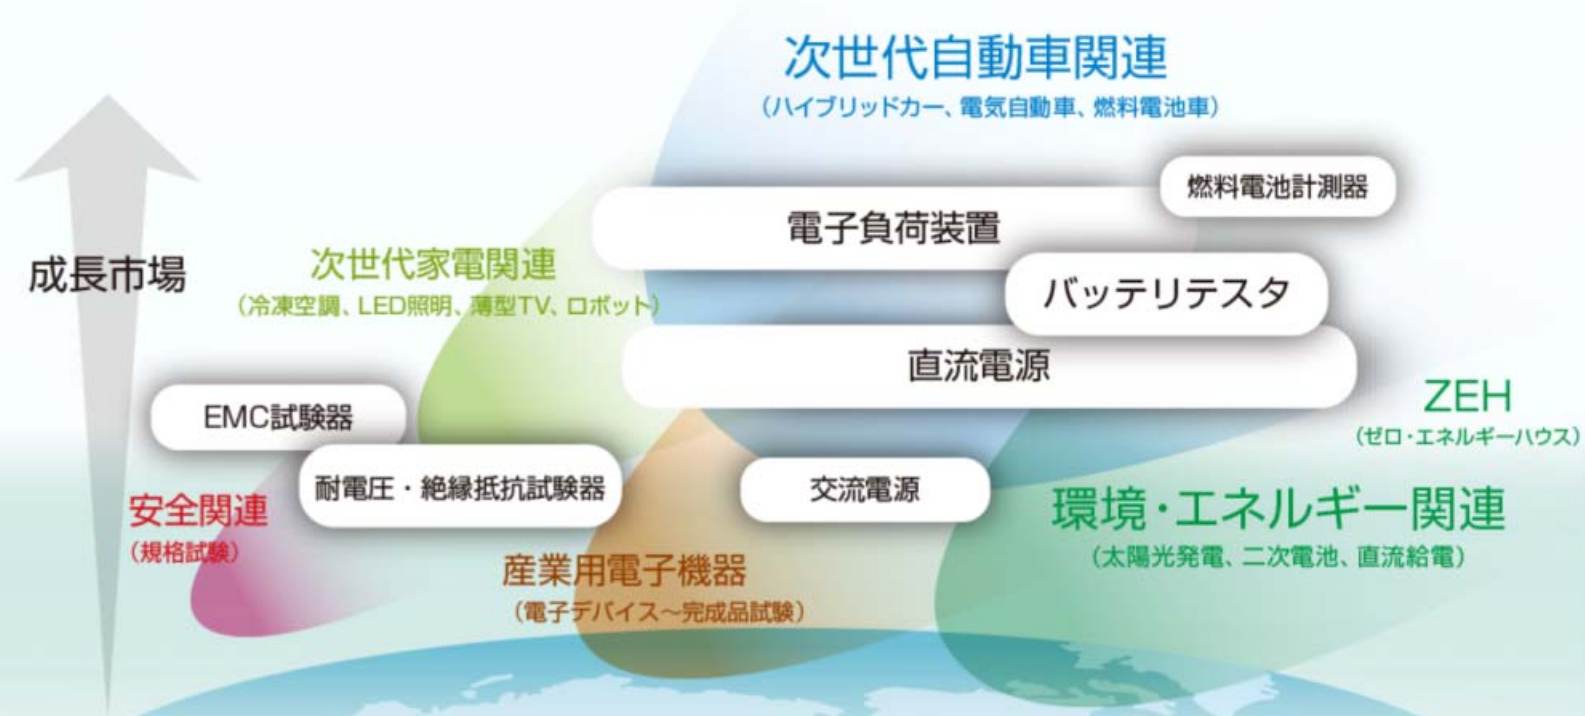 次世代自動車関連
（ハイブリッドカー、電気自動車、燃料電池車）
燃料電池計測器
電子負荷装置
成長市場
次世代家電関連
（冷凍空調、LED照明、薄型TV、ロボット）
バッテリテスタ
直流電源
ZEH
（ゼロ・エネルギーハウス）
EMC試験器
耐電圧・絶縁抵抗試験器
交流電源
安全関連
（規格試験）
環境・エネルギー関連
（太陽光発電、二次電池、直流給電）
産業用電子機器
（電子デバイス～完成品試験）